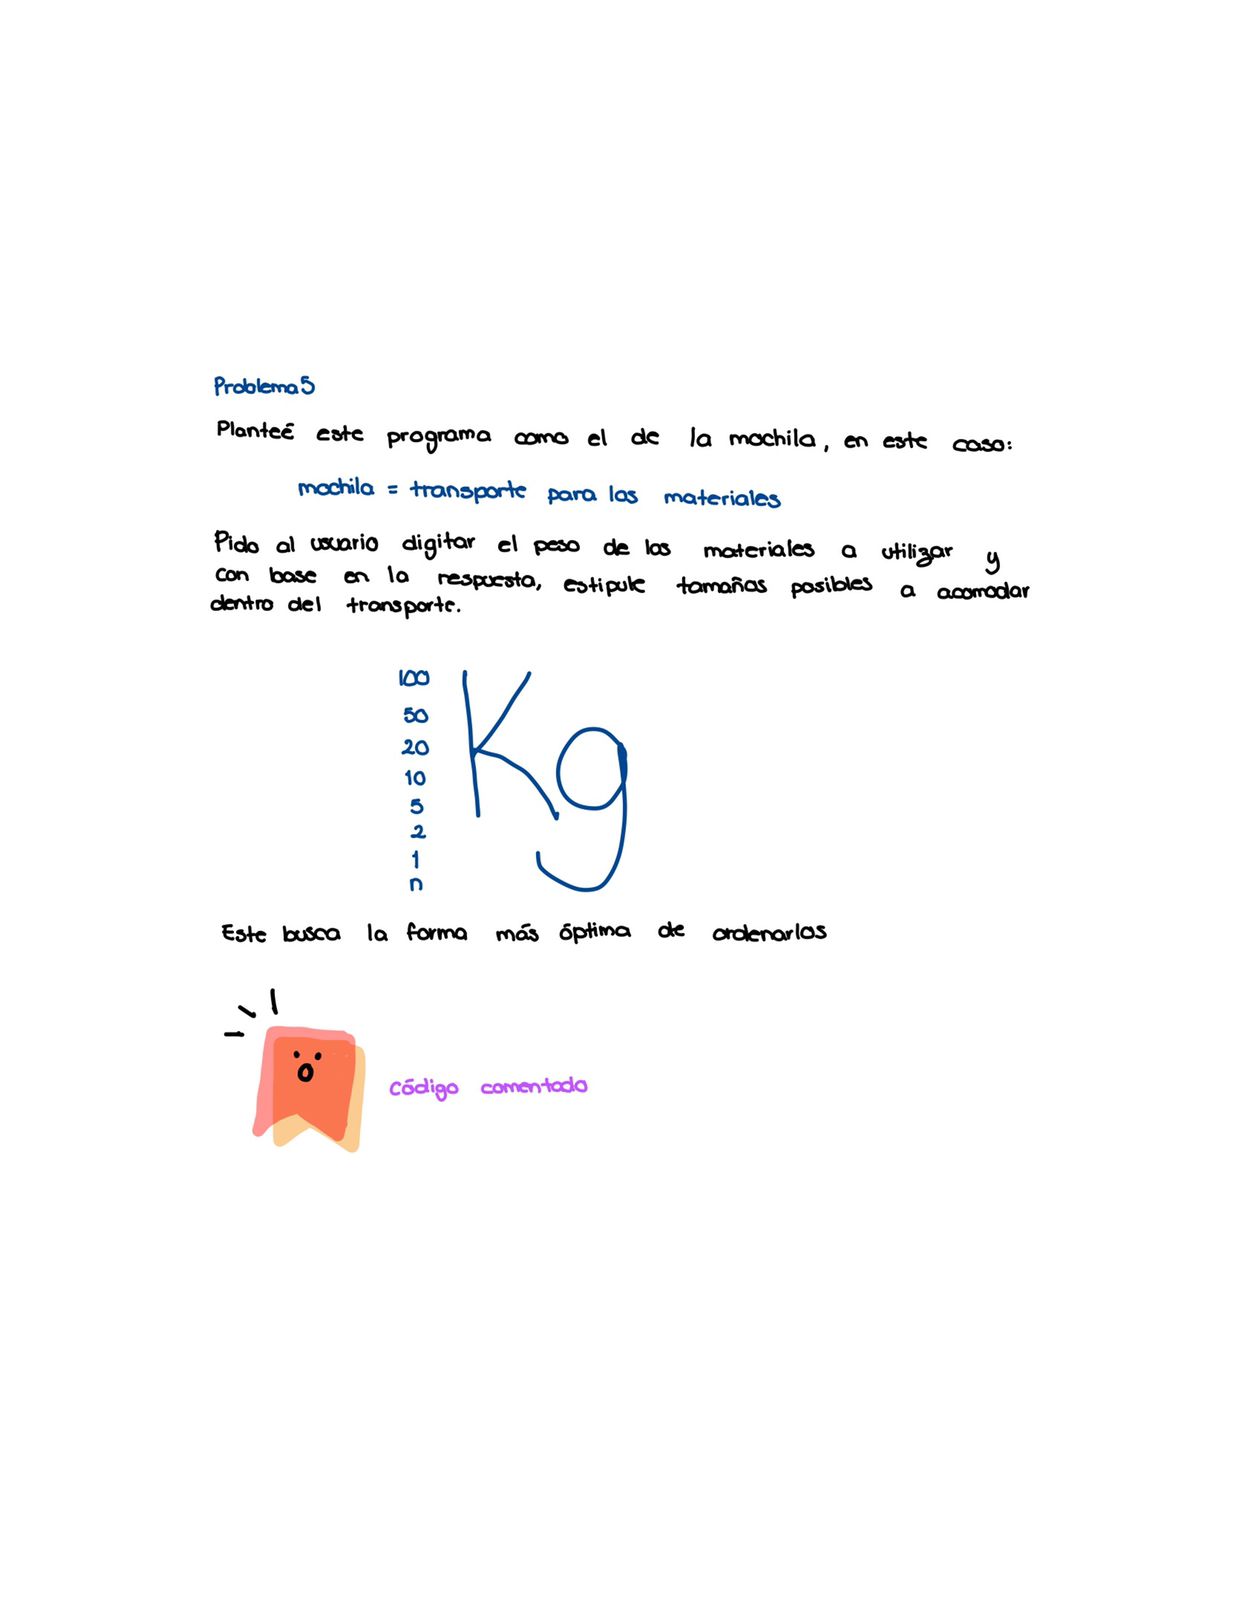 Problema 5
Planteé este programa como el de la mochila, en este caso:
mochila = transporte para los materiales
Pido al usuario digitar el peso de los materiales a utilizar y
con base en la respuesta, estipule tamaños posibles a acomodar
dentro del transporte.
100
50
20
10
5
2
1
n
Kg
Este busca la forma más óptima de ordenarlos
Código comentado